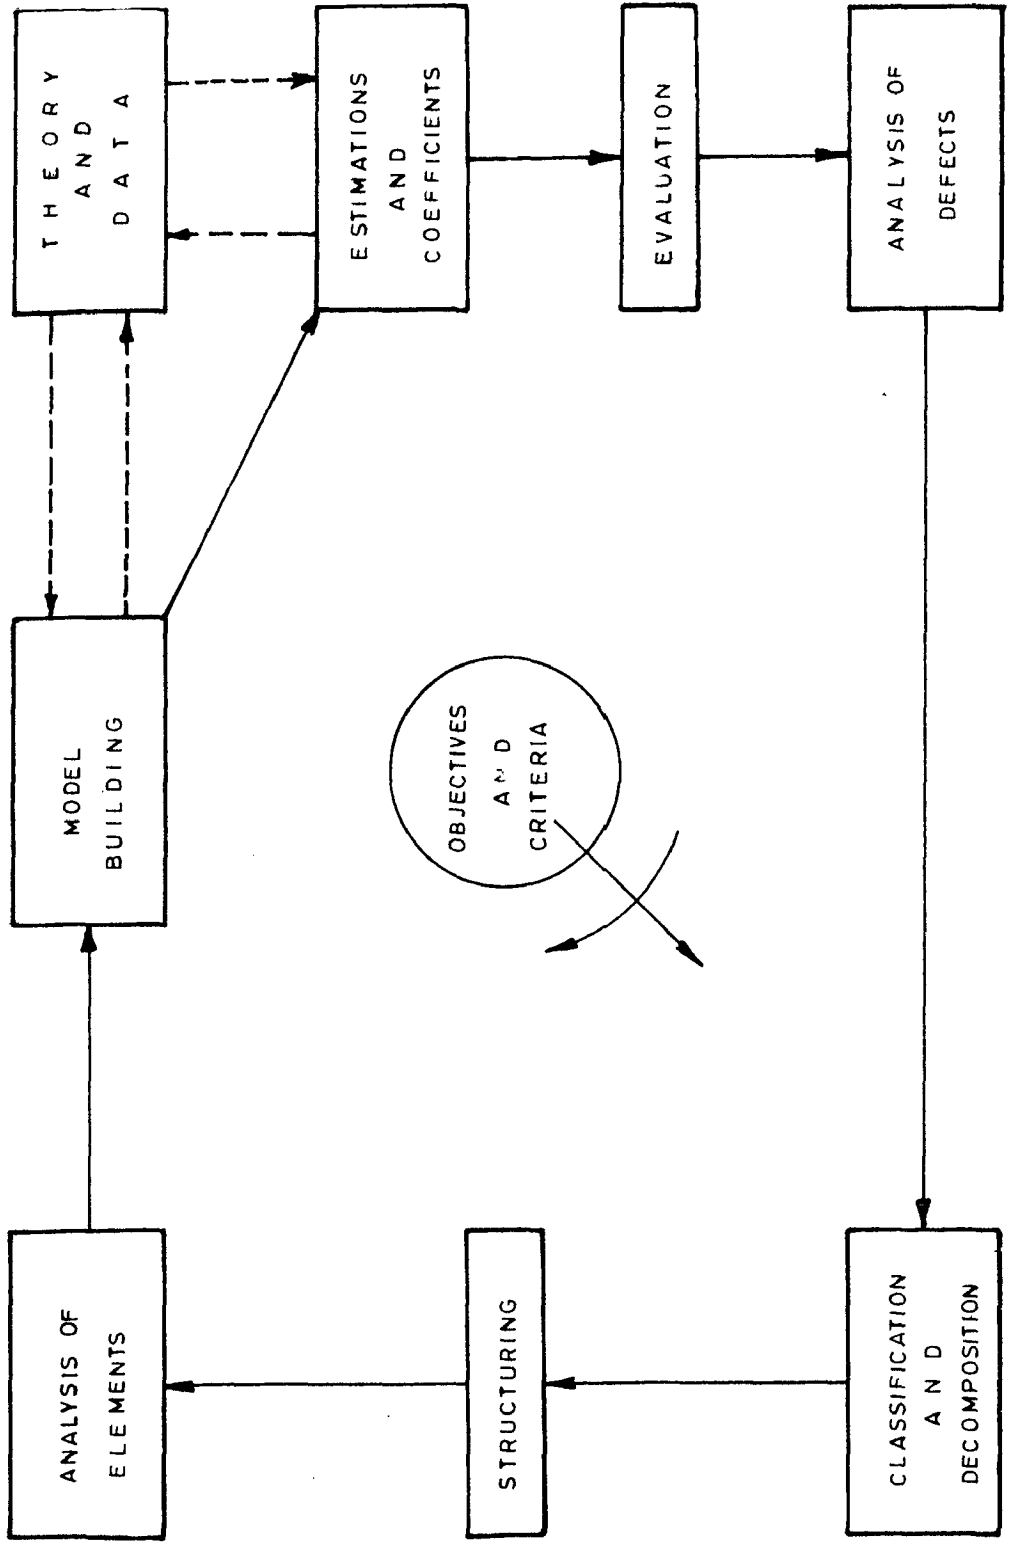 ANALYSIS OF
ELEMENTS
MODEL
BUILDING
THEORY
AND
DATA
ESTIMATIONS
AND
COEFFICIENTS
EVALUATION
ANALYSIS OF
DEFECTS
OBJECTIVES
AND
CRITERIA
STRUCTURING
CLASSIFICATION
AND
DECOMPOSITION